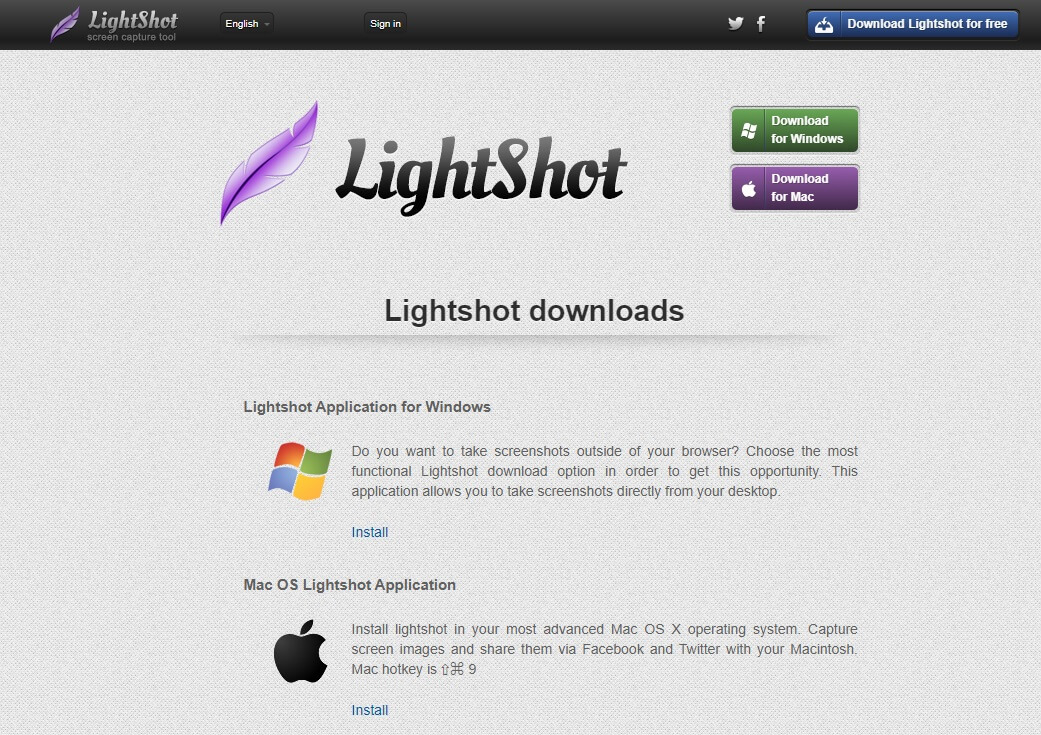 LightShot
screen capture tool
English
Sign in
Download Lightshot for free
LightShot
Download
for Windows
Download
for Mac
Lightshot downloads
Lightshot Application for Windows
Do you want to take screenshots outside of your browser? Choose the most
functional Lightshot download option in order to get this opportunity. This
application allows you to take screenshots directly from your desktop.
Install
Mac OS Lightshot Application
Install lightshot in your most advanced Mac OS X operating system. Capture
screen images and share them via Facebook and Twitter with your Macintosh.
Mac hotkey is ⇧⌘ 9
Install